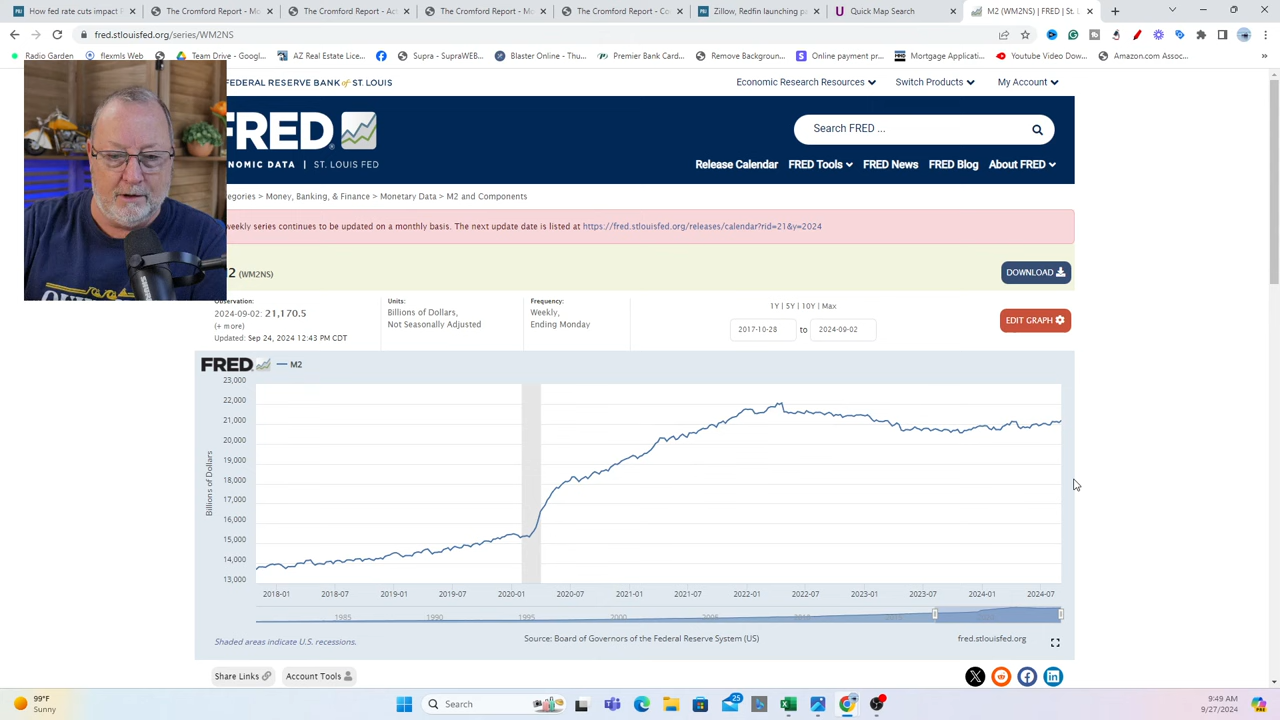 How fed rate cuts impact F
The Cromford Report - Mo
The Cromford Report - Ac
The Cromford Report - Mo
The Cromford Report - Co
Zillow, Redfin launching p
Quick Map Search
M2 (WM2NS) | FRED | St. L
fred.stlouisfed.org/series/WM2NS
Radio Garden
flexmls Web
Team Drive - Googl...
AZ Real Estate Load...
Supra - SupraWEB...
Blaster Online - Thu...
Premier Bank Card...
Remove Backgroun...
Online payment pr...
Mortgage Applicati...
Youtube Video Dow...
Amazon.com Assoc...
FEDERAL RESERVE BANK of ST. LOUIS
Economic Research Resources
Switch Products
My Account
FRED
NOMIC DATA | ST. LOUIS FED
Search FRED ...
Release Calendar
FRED Tools
FRED News
FRED Blog
About FRED
tegories > Money, Banking, & Finance > Monetary Data > M2 and Components
weekly series continues to be updated on a monthly basis. The next update date is listed at https://fred.stlouisfed.org/releases/calendar?rid=21&y=2024
2 (WM2NS)
DOWNLOAD
Observation:
2024-09-02: 21,170.5
(+ more)
Updated: Sep 24, 2024 12:43 PM CDT
Units:
Billions of Dollars,
Not Seasonally Adjusted
Frequency:
Weekly,
Ending Monday
1Y | 5Y | 10Y | Max
2017-10-28 to 2024-09-02
EDIT GRAPH
FRED
M2
23,000
22,000
21,000
20,000
19,000
18,000
17,000
16,000
15,000
14,000
13,000
Billions of Dollars
2018-01 2018-07 2019-01 2019-07 2020-01 2020-07 2021-01 2021-07 2022-01 2022-07 2023-01 2023-07 2024-01 2024-07
1985 1990 1995 2000 2005 2010
Shaded areas indicate U.S. recessions.
Source: Board of Governors of the Federal Reserve System (US)
fred.stlouisfed.org
Share Links
Account Tools
99°F
Sunny
Search
25
9:49 AM
9/27/2024